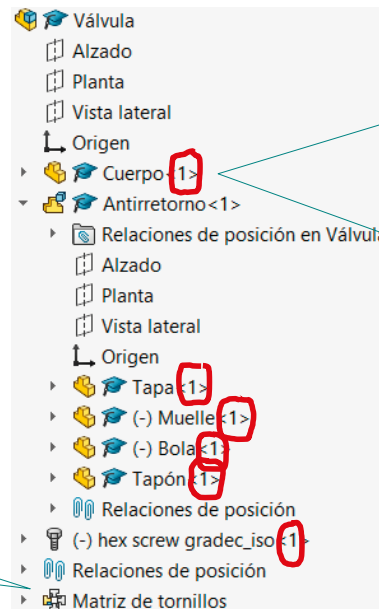 Válvula
Alzado
Planta
Vista lateral
Origen
Cuerpo<1>
Antirretorno<1>
Relaciones de posición en Válvula
Alzado
Planta
Vista lateral
Origen
Tapa<1>
(-) Muelle<1>
(-) Bola<1>
Tapón<1>
Relaciones de posición
(-) hex screw gradec_iso<1>
Relaciones de posición
Matriz de tornillos